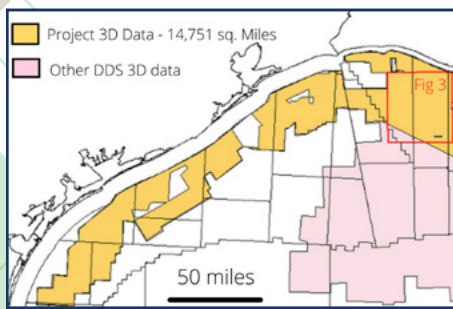 Project 3D Data - 14,751 sq. Miles
Other DDS 3D data
Fig 3
50 miles